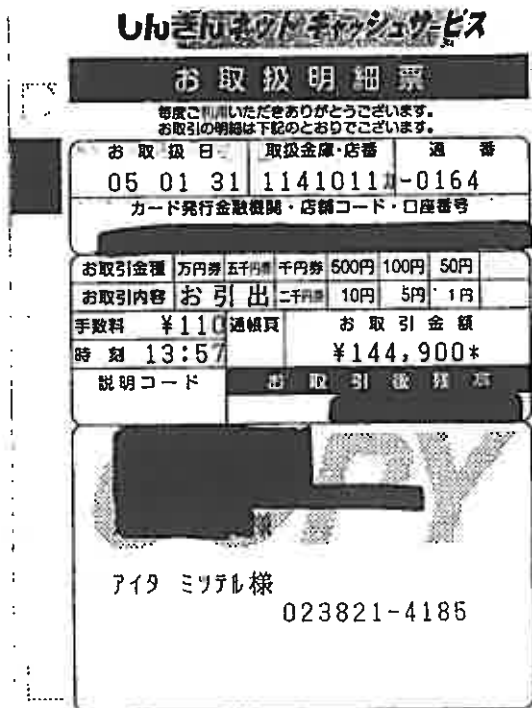 しんきんネットキャッシュサービス
お取扱明細票
毎度ご利用いただきありがとうございます。
お取引の明細は下記のとおりでございます。
お取扱日 取扱金庫・店番 通番
05 01 31 1141011 カ-0164
カード発行金融機関・店舗コード・口座番号
お取引金種 万円券 五千円券 千円券 500円 100円 50円
お取引内容 お引出 二千円券 10円 5円 1円
手数料 ¥110 通帳頁 お取引金額
時刻 13:57 ¥144,900*
説明コード お取引後残高
COPY
様
アイタ ミツテル様
023821-4185